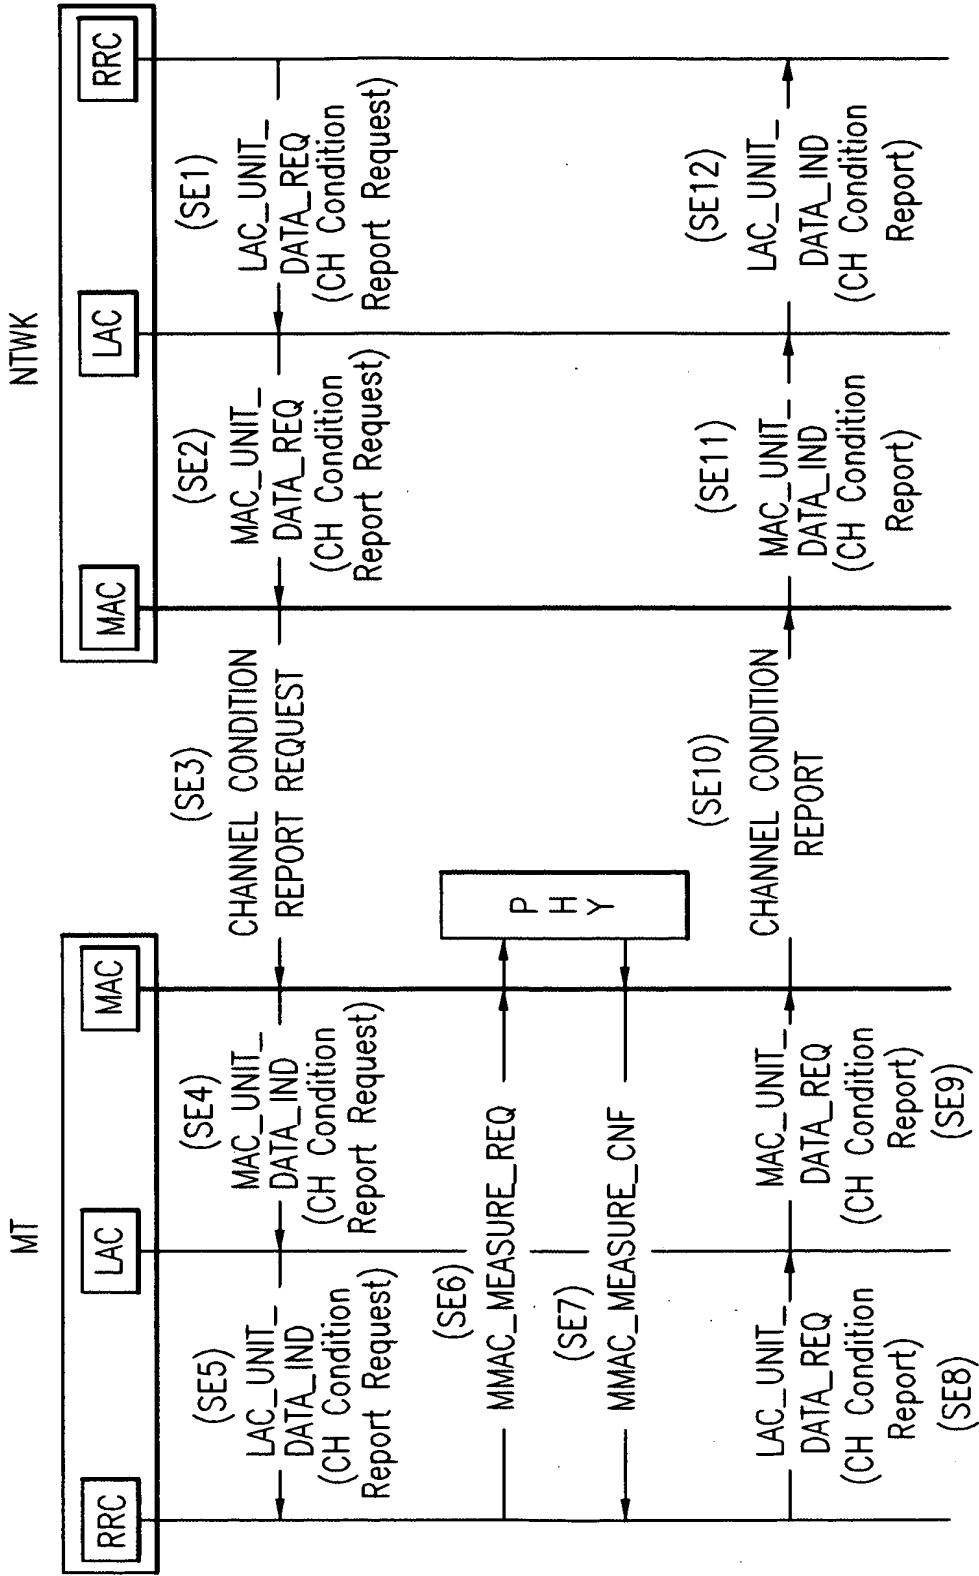 MT
NTWK
RRC
LAC
MAC
MAC
LAC
RRC
(SE1)
LAC_UNIT_
DATA_REQ
(CH Condition
Report Request)
(SE2)
MAC_UNIT_
DATA_REQ
(CH Condition
Report Request)
(SE3)
CHANNEL CONDITION
REPORT REQUEST
(SE4)
MAC_UNIT_
DATA_IND
(CH Condition
Report Request)
(SE5)
LAC_UNIT_
DATA_IND
(CH Condition
Report Request)
(SE6)
MMAC_MEASURE_REQ
PHY
(SE7)
MMAC_MEASURE_CNF
LAC_UNIT_
DATA_REQ
(CH Condition
Report)
(SE8)
MAC_UNIT_
DATA_REQ
(CH Condition
Report)
(SE9)
(SE10)
CHANNEL CONDITION
REPORT
(SE11)
MAC_UNIT_
DATA_IND
(CH Condition
Report)
(SE12)
LAC_UNIT_
DATA_IND
(CH Condition
Report)